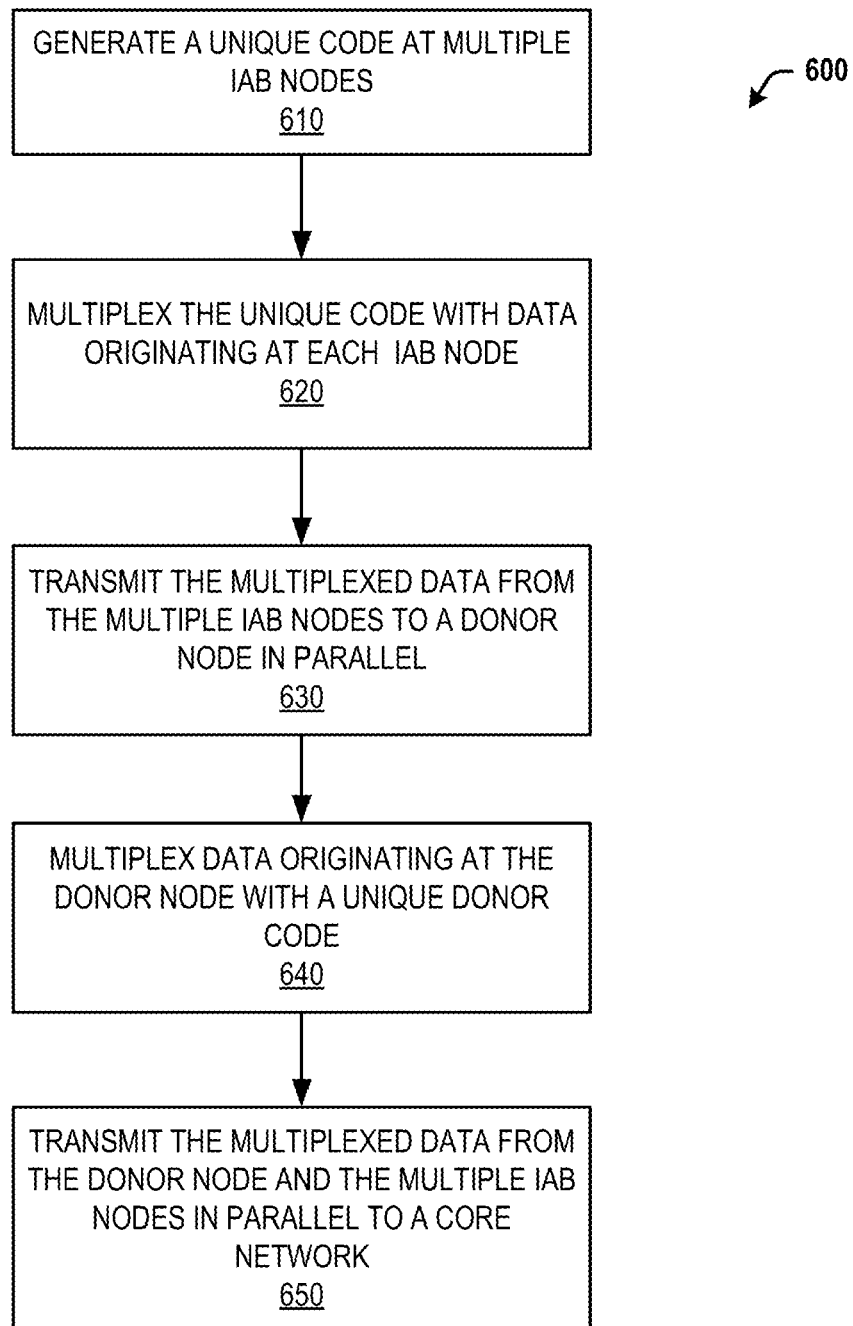 GENERATE A UNIQUE CODE AT MULTIPLE
IAB NODES
610
600
MULTIPLEX THE UNIQUE CODE WITH DATA
ORIGINATING AT EACH IAB NODE
620
TRANSMIT THE MULTIPLEXED DATA FROM
THE MULTIPLE IAB NODES TO A DONOR
NODE IN PARALLEL
630
MULTIPLEX DATA ORIGINATING AT THE
DONOR NODE WITH A UNIQUE DONOR
CODE
640
TRANSMIT THE MULTIPLEXED DATA FROM
THE DONOR NODE AND THE MULTIPLE IAB
NODES IN PARALLEL TO A CORE
NETWORK
650